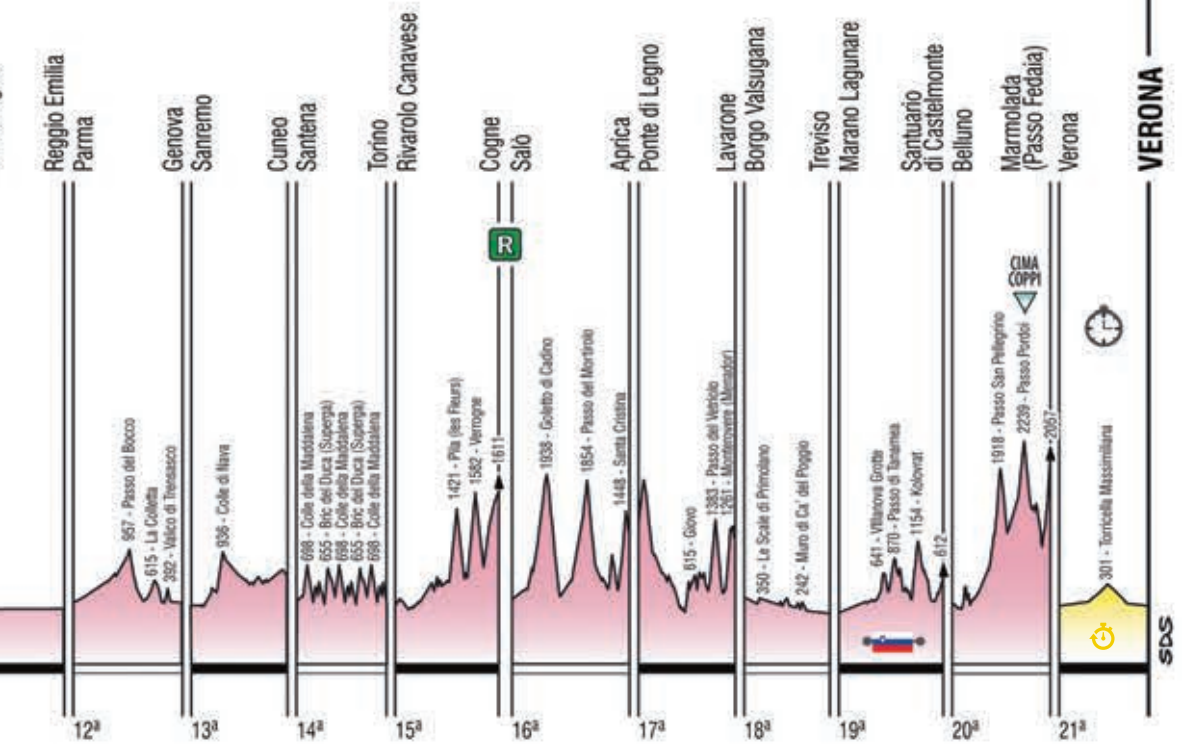 Reggio Emilia
Parma
Genova
Sanremo
Cuneo
Santena
Torino
Rivarolo Canavese
Cogne
Salò
Aprica
Ponte di Legno
Lavarone
Borgo Valsugana
Treviso
Marano Lagunare
Santuario
di Castelmonte
Belluno
Marmolada
(Passo Fedaia)
Verona
VERONA
R
CIMA
COPPI
957 - Passo del Bocco
615 - La Colletta
392 - Valico di Trensasco
936 - Colle di Nava
698 - Colle della Maddalena
655 - Bric del Duca (Superga)
698 - Colle della Maddalena
655 - Bric del Duca (Superga)
698 - Colle della Maddalena
1421 - Pila (les Fleurs)
1582 - Verrogne
1611
1938 - Goletto di Cadino
1854 - Passo del Mortirolo
1448 - Santa Cristina
615 - Giovo
1383 - Passo del Vetriolo
1261 - Monterovere (Menador)
350 - Le Scale di Primolano
242 - Muro di Ca' del Poggio
641 - Villanova Grotte
870 - Passo di Tanamea
1154 - Kolovrat
612
1918 - Passo San Pellegrino
2239 - Passo Pordoi
2057
301 - Torricella Massimiliana
SDS
12ª
13ª
14ª
15ª
16ª
17ª
18ª
19ª
20ª
21ª